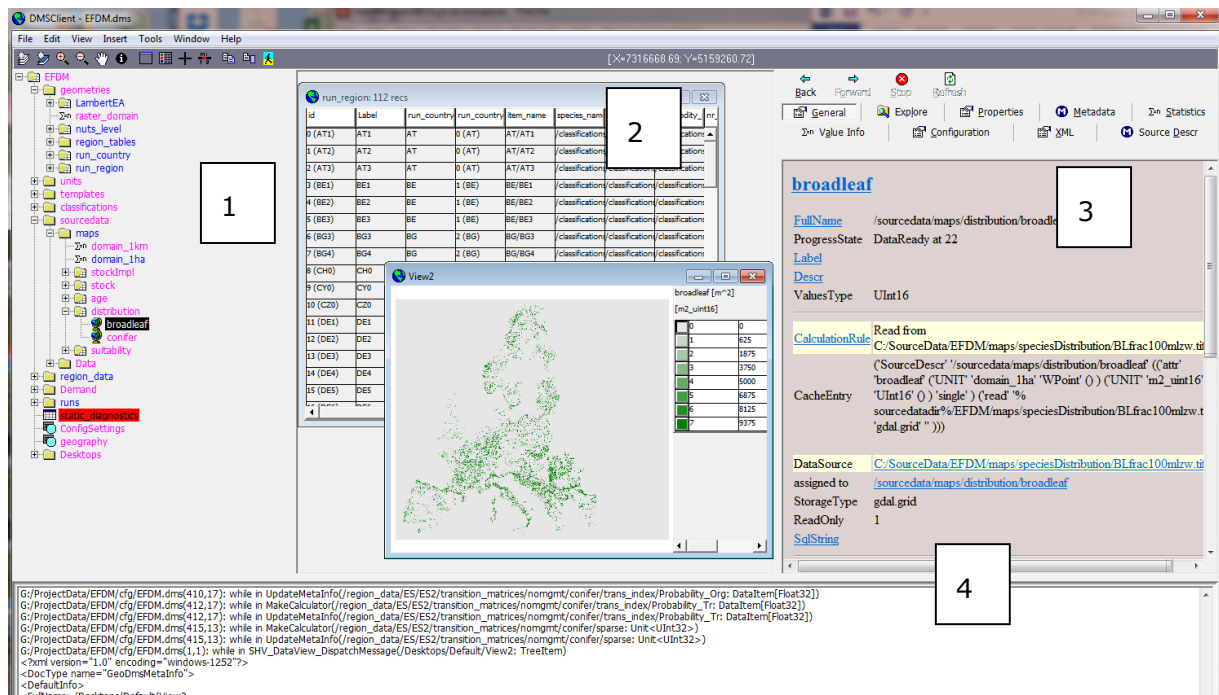 DMSClient - EFDM.dms
File Edit View Insert Tools Window Help
[X=7316668.69; Y=5159260.72]
EFDM
geometries
LambertEA
raster_domain
nuts_level
region_tables
run_country
run_region
units
templates
classifications
sourcedata
maps
domain_1km
domain_1ha
stockImpl
stock
age
distribution
broadleaf
conifer
suitability
Data
region_data
Demand
runs
static_diagnostics
ConfigSettings
geography
Desktops
1
run_region: 112 recs
id Label run_country run_country item_name species_nam
0 (AT1) AT1 AT 0 (AT) AT/AT1 /classifications
1 (AT2) AT2 AT 0 (AT) AT/AT2 /classifications
2 (AT3) AT3 AT 0 (AT) AT/AT3 /classifications
3 (BE1) BE1 BE 1 (BE) BE/BE1 /classifications /classifications /classifications
4 (BE2) BE2 BE 1 (BE) BE/BE2 /classifications /classifications /classifications
5 (BE3) BE3 BE 1 (BE) BE/BE3 /classifications /classifications /classifications
6 (BG3) BG3 BG 2 (BG) BG/BG3 /classifications /classifications /classifications
7 (BG4) BG4 BG 2 (BG) BG/BG4 /classifications /classifications /classifications
8 (CH0) CH0
9 (CY0) CY0
10 (CZ0) CZ0
11 (DE1) DE1
12 (DE2) DE2
13 (DE3) DE3
14 (DE4) DE4
15 (DE5) DE5
2
View2
broadleaf [m^2]
[m2_uint16]
0 0
1 625
2 1875
3 3750
4 5000
5 6875
6 8125
7 9375
Back Forward Stop Refresh
General Explore Properties Metadata Statistics
Value Info Configuration XML Source Descr
broadleaf
3
FullName /sourcedata/maps/distribution/broadle
ProgressState DataReady at 22
Label
Descr
ValuesType UInt16
CalculationRule Read from
C:/SourceData/EFDM/maps/speciesDistribution/BLfrac100mlzw.tif
CacheEntry ('SourceDescr' '/sourcedata/maps/distribution/broadleaf' (('attr'
'broadleaf ('UNIT' 'domain_1ha' 'WPoint' () ) ('UNIT' 'm2_uint16'
'UInt16' () ) 'single' ) ('read' '%
sourcedatadir%/EFDM/maps/speciesDistribution/BLfrac100mlzw.t
'gdal.grid' '' )))
DataSource C:/SourceData/EFDM/maps/speciesDistribution/BLfrac100mlzw.tif
assigned to /sourcedata/maps/distribution/broadleaf
StorageType gdal.grid
ReadOnly 1
SqlString
4
G:/ProjectData/EFDM/cfg/EFDM.dms(410,17): while in UpdateMetaInfo(/region_data/ES/ES2/transition_matrices/nomgmt/conifer/trans_index/Probability_Org: DataItem[Float32])
G:/ProjectData/EFDM/cfg/EFDM.dms(412,17): while in MakeCalculator(/region_data/ES/ES2/transition_matrices/nomgmt/conifer/trans_index/Probability_Tr: DataItem[Float32])
G:/ProjectData/EFDM/cfg/EFDM.dms(412,17): while in UpdateMetaInfo(/region_data/ES/ES2/transition_matrices/nomgmt/conifer/trans_index/Probability_Tr: DataItem[Float32])
G:/ProjectData/EFDM/cfg/EFDM.dms(415,13): while in MakeCalculator(/region_data/ES/ES2/transition_matrices/nomgmt/conifer/sparse: Unit<UInt32>)
G:/ProjectData/EFDM/cfg/EFDM.dms(415,13): while in UpdateMetaInfo(/region_data/ES/ES2/transition_matrices/nomgmt/conifer/sparse: Unit<UInt32>)
G:/ProjectData/EFDM/cfg/EFDM.dms(1,1): while in SHV_DataView_DispatchMessage(/Desktops/Default/View2: TreeItem)
<?xml version="1.0" encoding="windows-1252"?>
<DocType name="GeoDmsMetaInfo">
<DefaultInfo>